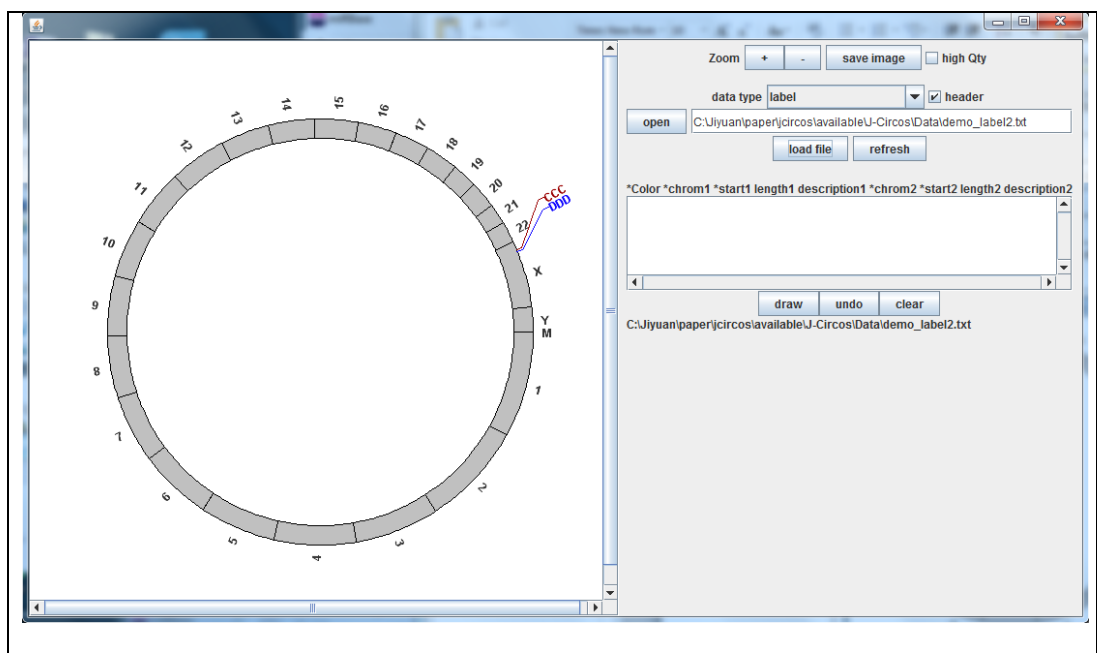 Zoom + - save image high Qty
data type label header
open C:\Jiyuan\paper\jcircos\available\J-Circos\Data\demo_label2.txt
load file refresh
*Color *chrom1 *start1 length1 description1 *chrom2 *start2 length2 description2
draw undo clear
C:\Jiyuan\paper\jcircos\available\J-Circos\Data\demo_label2.txt
1
2
3
4
5
6
7
8
9
10
11
12
13
14
15
16
17
18
19
20
21
22
X
Y
M
CCC
DDD